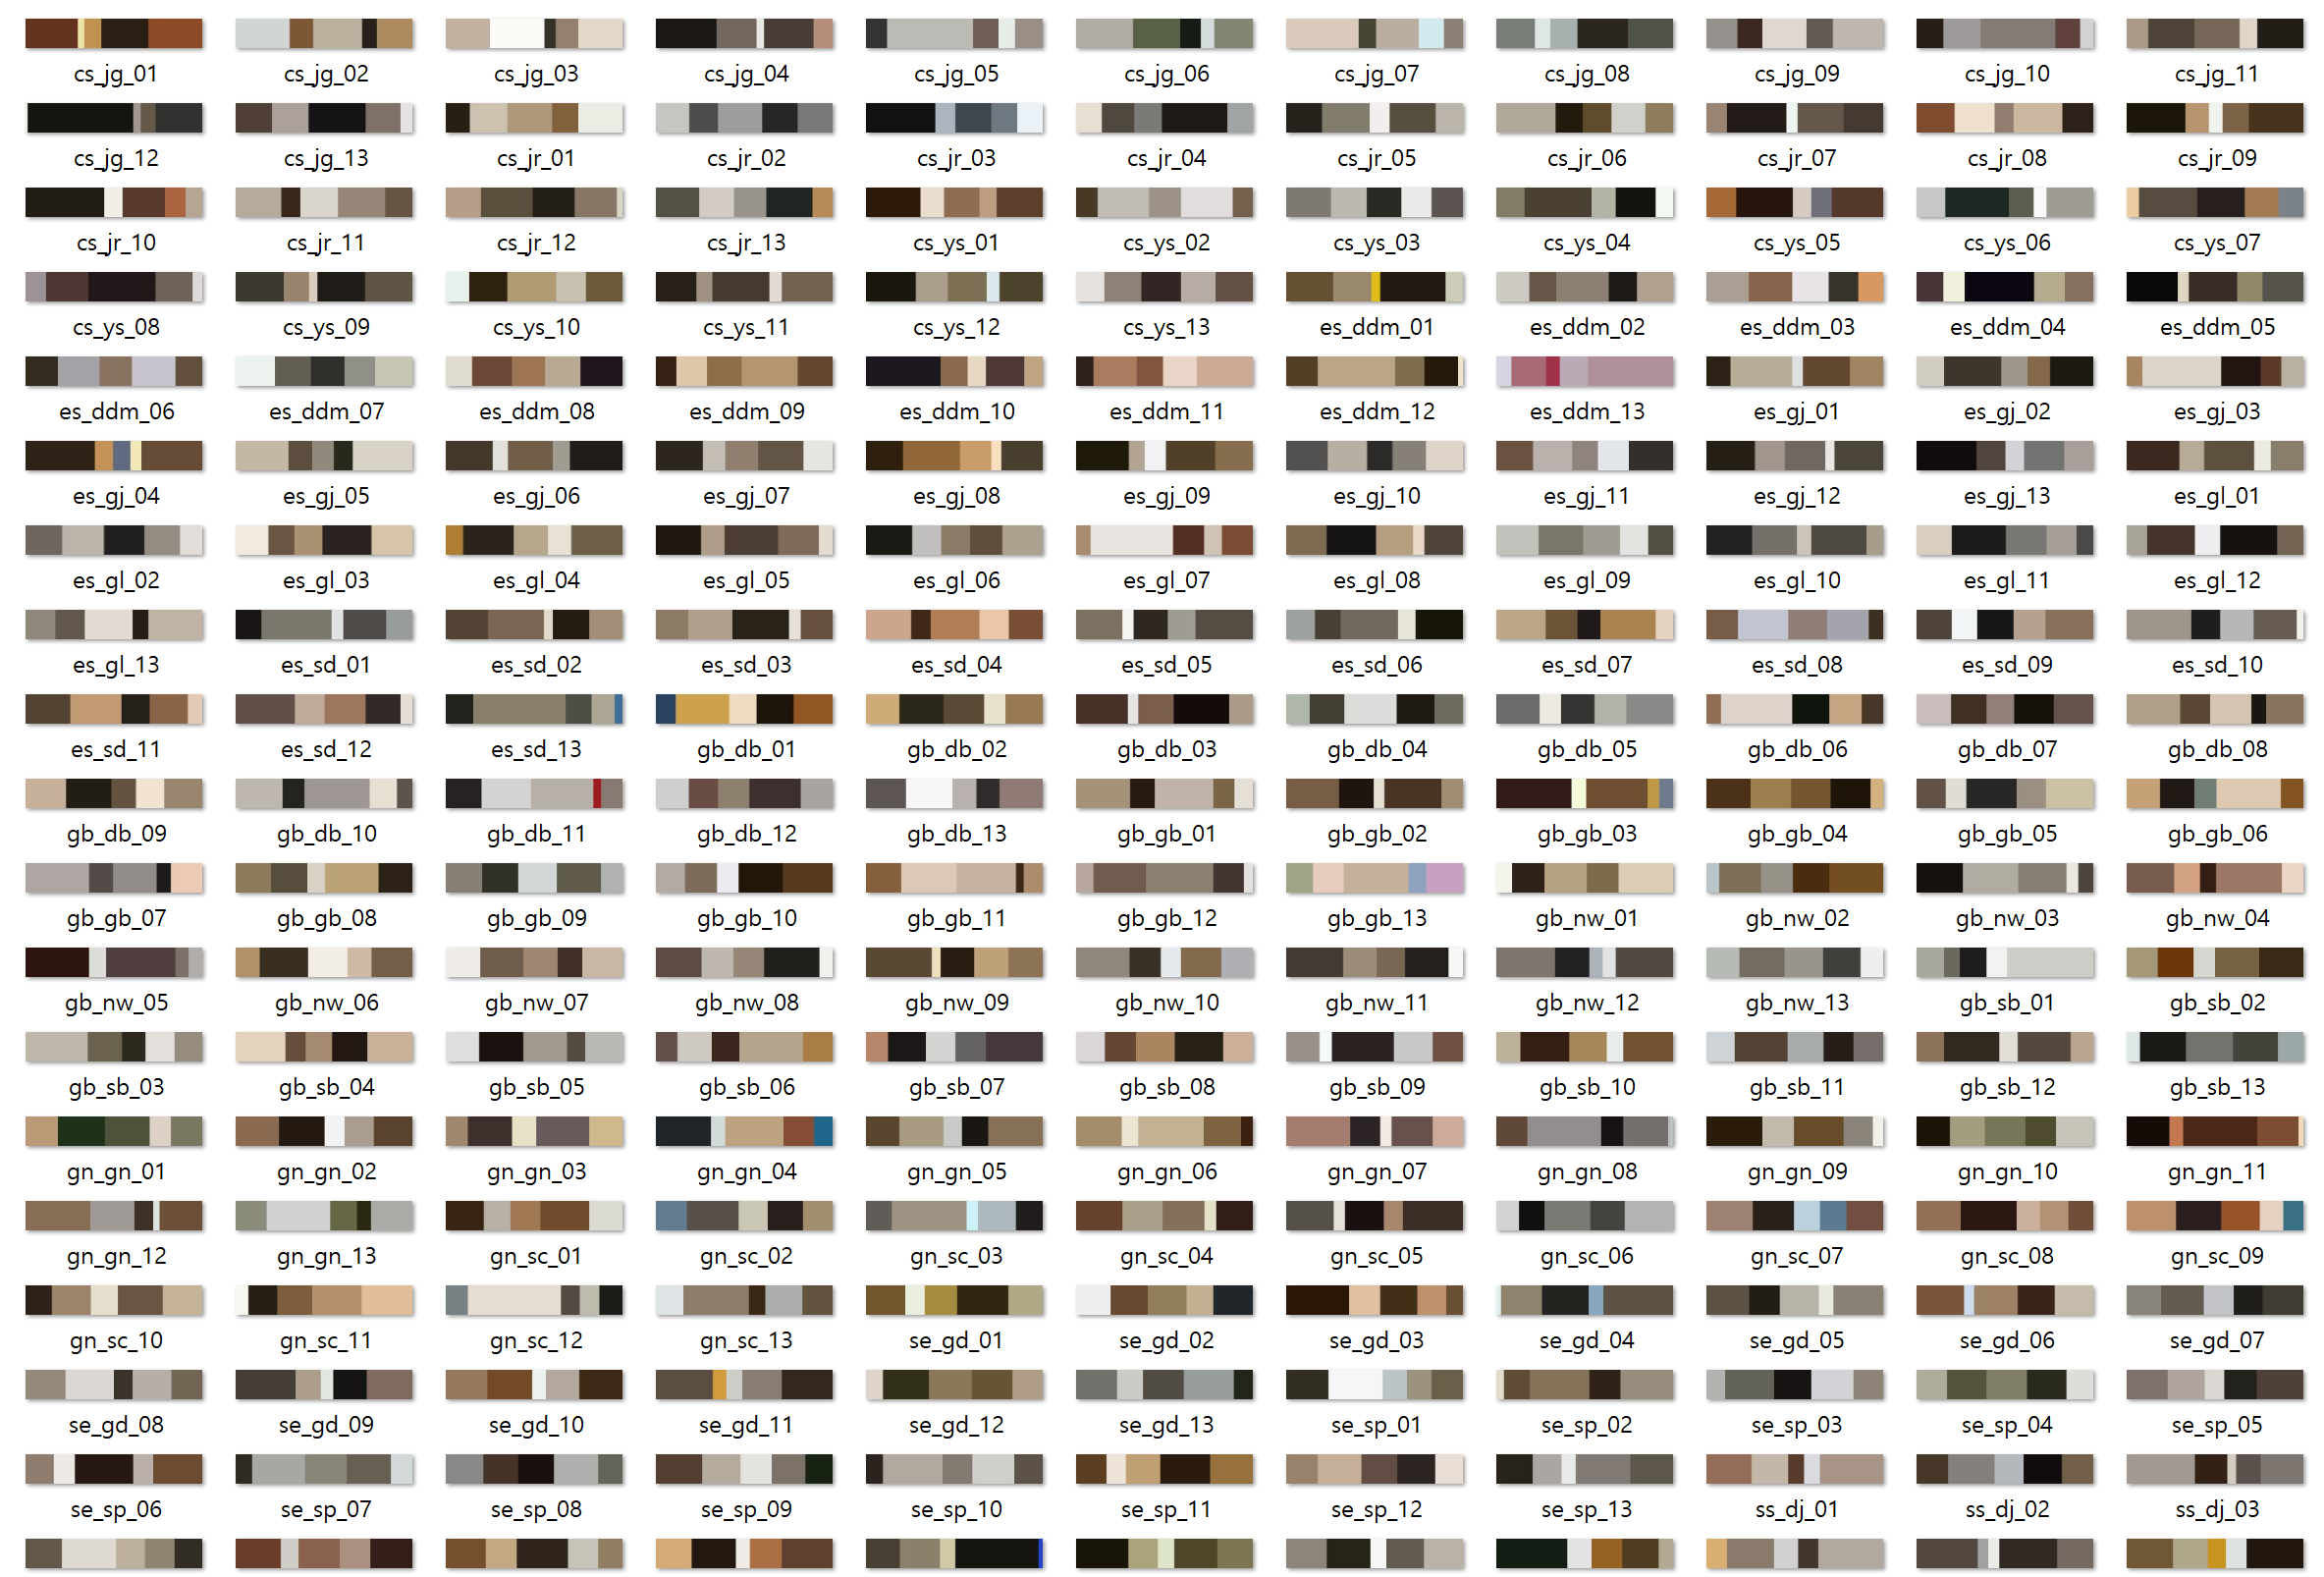 cs_jg_01 cs_jg_02 cs_jg_03 cs_jg_04 cs_jg_05 cs_jg_06 cs_jg_07 cs_jg_08 cs_jg_09 cs_jg_10 cs_jg_11
cs_jg_12 cs_jg_13 cs_jr_01 cs_jr_02 cs_jr_03 cs_jr_04 cs_jr_05 cs_jr_06 cs_jr_07 cs_jr_08 cs_jr_09
cs_jr_10 cs_jr_11 cs_jr_12 cs_jr_13 cs_ys_01 cs_ys_02 cs_ys_03 cs_ys_04 cs_ys_05 cs_ys_06 cs_ys_07
cs_ys_08 cs_ys_09 cs_ys_10 cs_ys_11 cs_ys_12 cs_ys_13 es_ddm_01 es_ddm_02 es_ddm_03 es_ddm_04 es_ddm_05
es_ddm_06 es_ddm_07 es_ddm_08 es_ddm_09 es_ddm_10 es_ddm_11 es_ddm_12 es_ddm_13 es_gj_01 es_gj_02 es_gj_03
es_gj_04 es_gj_05 es_gj_06 es_gj_07 es_gj_08 es_gj_09 es_gj_10 es_gj_11 es_gj_12 es_gj_13 es_gl_01
es_gl_02 es_gl_03 es_gl_04 es_gl_05 es_gl_06 es_gl_07 es_gl_08 es_gl_09 es_gl_10 es_gl_11 es_gl_12
es_gl_13 es_sd_01 es_sd_02 es_sd_03 es_sd_04 es_sd_05 es_sd_06 es_sd_07 es_sd_08 es_sd_09 es_sd_10
es_sd_11 es_sd_12 es_sd_13 gb_db_01 gb_db_02 gb_db_03 gb_db_04 gb_db_05 gb_db_06 gb_db_07 gb_db_08
gb_db_09 gb_db_10 gb_db_11 gb_db_12 gb_db_13 gb_gb_01 gb_gb_02 gb_gb_03 gb_gb_04 gb_gb_05 gb_gb_06
gb_gb_07 gb_gb_08 gb_gb_09 gb_gb_10 gb_gb_11 gb_gb_12 gb_gb_13 gb_nw_01 gb_nw_02 gb_nw_03 gb_nw_04
gb_nw_05 gb_nw_06 gb_nw_07 gb_nw_08 gb_nw_09 gb_nw_10 gb_nw_11 gb_nw_12 gb_nw_13 gb_sb_01 gb_sb_02
gb_sb_03 gb_sb_04 gb_sb_05 gb_sb_06 gb_sb_07 gb_sb_08 gb_sb_09 gb_sb_10 gb_sb_11 gb_sb_12 gb_sb_13
gn_gn_01 gn_gn_02 gn_gn_03 gn_gn_04 gn_gn_05 gn_gn_06 gn_gn_07 gn_gn_08 gn_gn_09 gn_gn_10 gn_gn_11
gn_gn_12 gn_gn_13 gn_sc_01 gn_sc_02 gn_sc_03 gn_sc_04 gn_sc_05 gn_sc_06 gn_sc_07 gn_sc_08 gn_sc_09
gn_sc_10 gn_sc_11 gn_sc_12 gn_sc_13 se_gd_01 se_gd_02 se_gd_03 se_gd_04 se_gd_05 se_gd_06 se_gd_07
se_gd_08 se_gd_09 se_gd_10 se_gd_11 se_gd_12 se_gd_13 se_sp_01 se_sp_02 se_sp_03 se_sp_04 se_sp_05
se_sp_06 se_sp_07 se_sp_08 se_sp_09 se_sp_10 se_sp_11 se_sp_12 se_sp_13 ss_dj_01 ss_dj_02 ss_dj_03